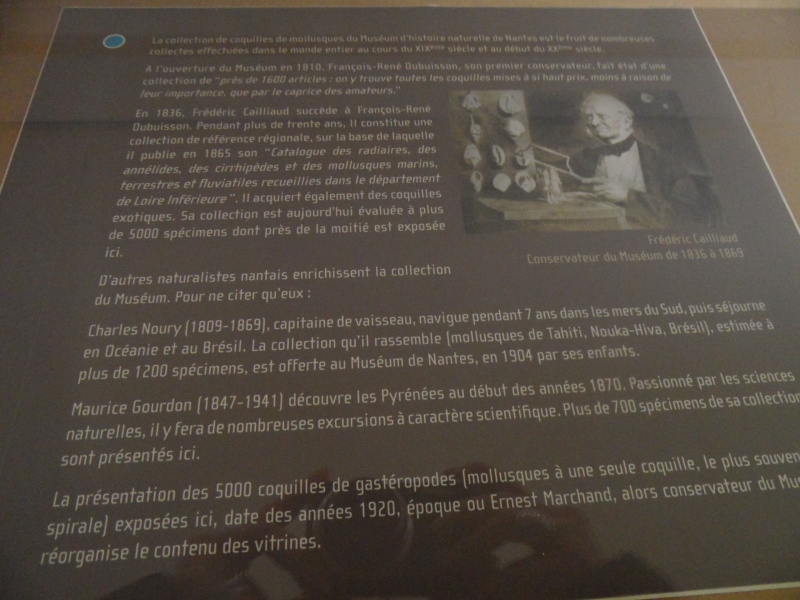 La collection de coquilles de mollusques du Muséum d'histoire naturelle de Nantes est le fruit de nombreuses
collectes effectuées dans le monde entier au cours du XIXème siècle et au début du XXème siècle.
A l'ouverture du Muséum en 1810, François-René Dubuisson, son premier conservateur, fait état d'une
collection de "près de 1600 articles : on y trouve toutes les coquilles mises à si haut prix, moins à raison de
leur importance, que par le caprice des amateurs."
En 1836, Frédéric Cailliaud succède à François-René
Dubuisson. Pendant plus de trente ans, il constitue une
collection de référence régionale, sur la base de laquelle
il publie en 1865 son "Catalogue des radiaires, des
annélides, des cirrhipèdes et des mollusques marins,
terrestres et fluviatiles recueillies dans le département
de Loire Inférieure". Il acquiert également des coquilles
exotiques. Sa collection est aujourd'hui évaluée à plus
de 5000 spécimens dont près de la moitié est exposée
ici.
Frédéric Cailliaud
Conservateur du Muséum de 1836 à 1869
D'autres naturalistes nantais enrichissent la collection
du Muséum. Pour ne citer qu'eux :
Charles Noury (1809-1869), capitaine de vaisseau, navigue pendant 7 ans dans les mers du Sud, puis séjourne
en Océanie et au Brésil. La collection qu'il rassemble (mollusques de Tahiti, Nouka-Hiva, Brésil), estimée à
plus de 1200 spécimens, est offerte au Muséum de Nantes, en 1904 par ses enfants.
Maurice Gourdon (1847-1941) découvre les Pyrénées au début des années 1870. Passionné par les sciences
naturelles, il y fera de nombreuses excursions à caractère scientifique. Plus de 700 spécimens de sa collection
sont présentés ici.
La présentation des 5000 coquilles de gastéropodes (mollusques à une seule coquille, le plus souven
spirale) exposées ici, date des années 1920, époque ou Ernest Marchand, alors conservateur du Mus
réorganise le contenu des vitrines.